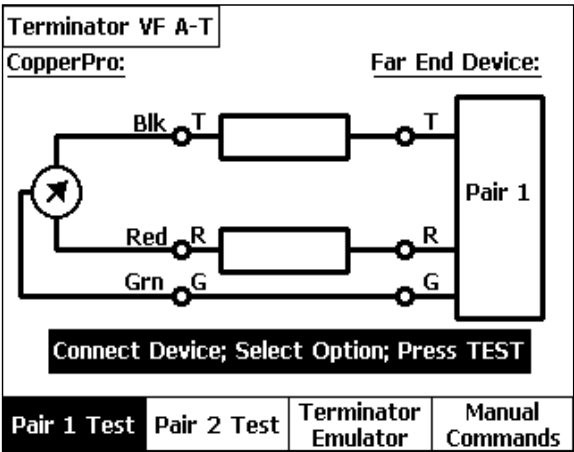 Terminator VF A-T
CopperPro: Far End Device:
Blk T T
Pair 1
Red R R
Grn G G
Connect Device; Select Option; Press TEST
Pair 1 Test Pair 2 Test Terminator Emulator Manual Commands